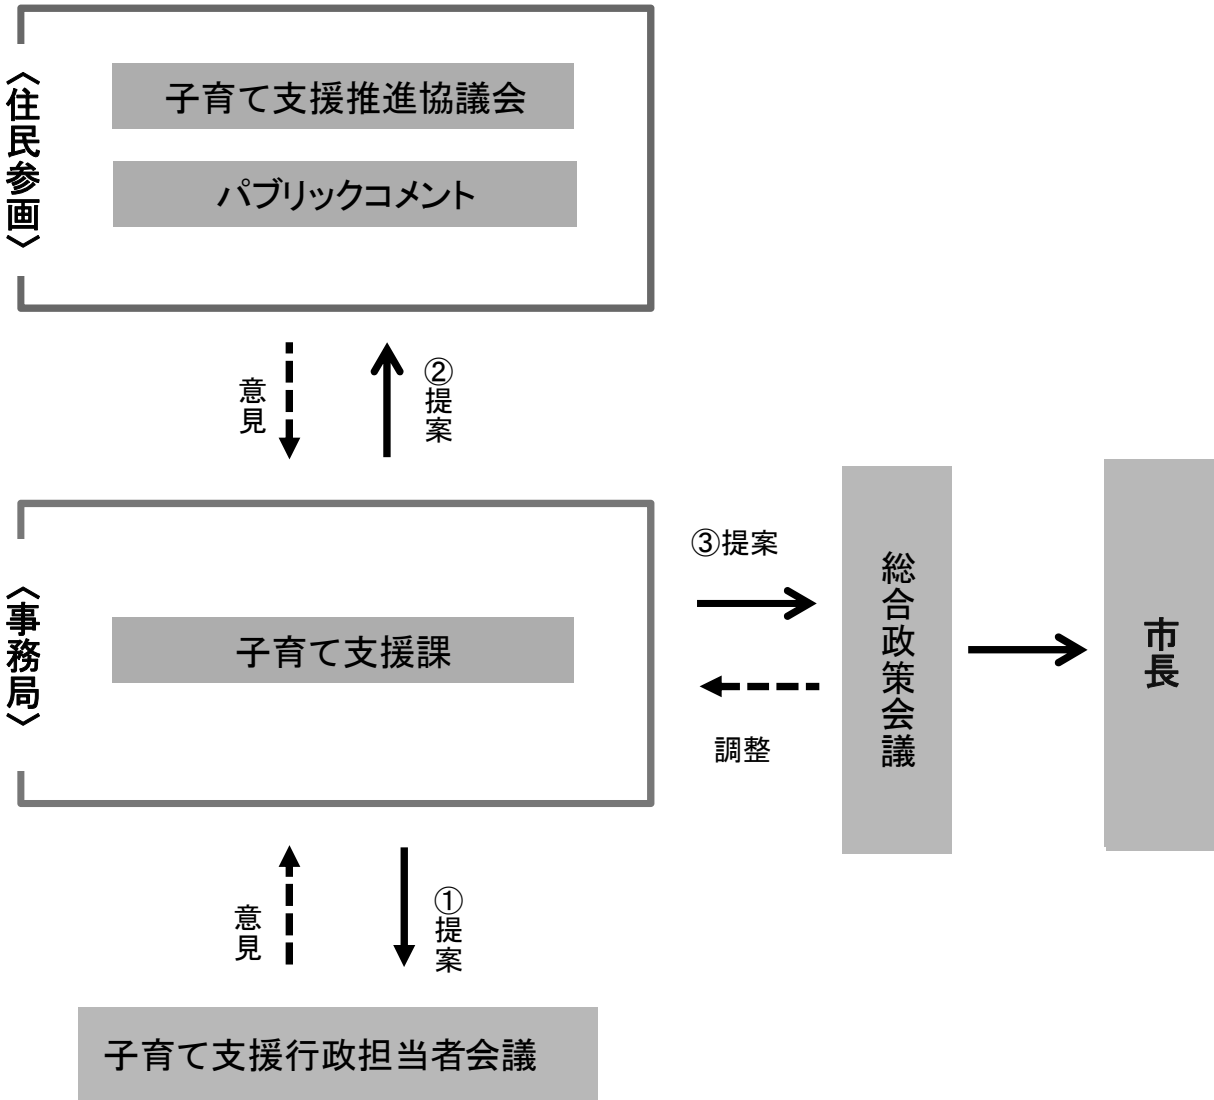 〈住民参画〉
子育て支援推進協議会
パブリックコメント
意見
②提案
〈事務局〉
子育て支援課
③提案
調整
総合政策会議
市長
意見
①提案
子育て支援行政担当者会議